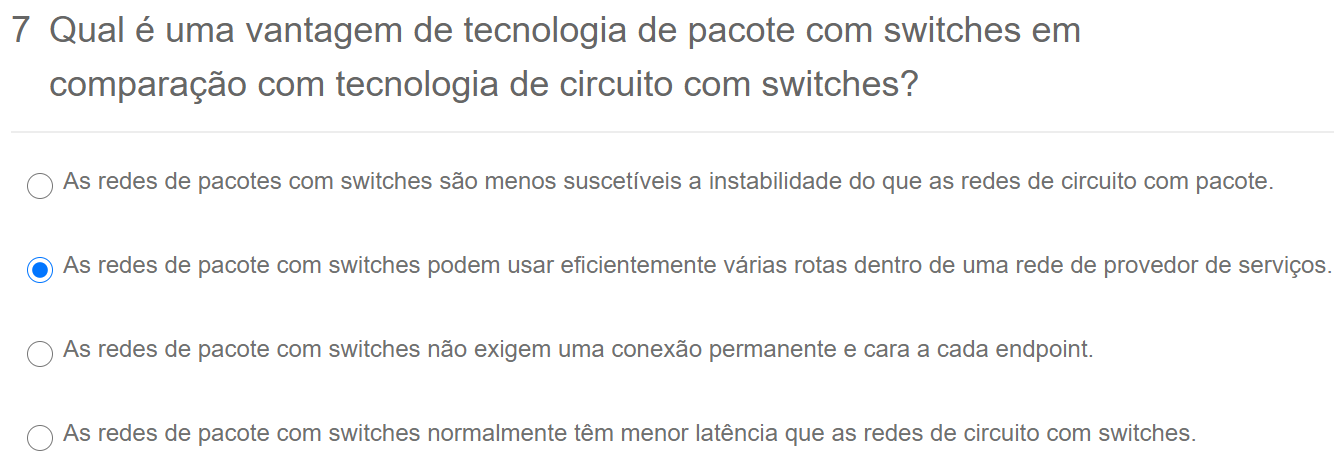 7 Qual é uma vantagem de tecnologia de pacote com switches em
comparação com tecnologia de circuito com switches?
As redes de pacotes com switches são menos suscetíveis a instabilidade do que as redes de circuito com pacote.
As redes de pacote com switches podem usar eficientemente várias rotas dentro de uma rede de provedor de serviços.
As redes de pacote com switches não exigem uma conexão permanente e cara a cada endpoint.
As redes de pacote com switches normalmente têm menor latência que as redes de circuito com switches.